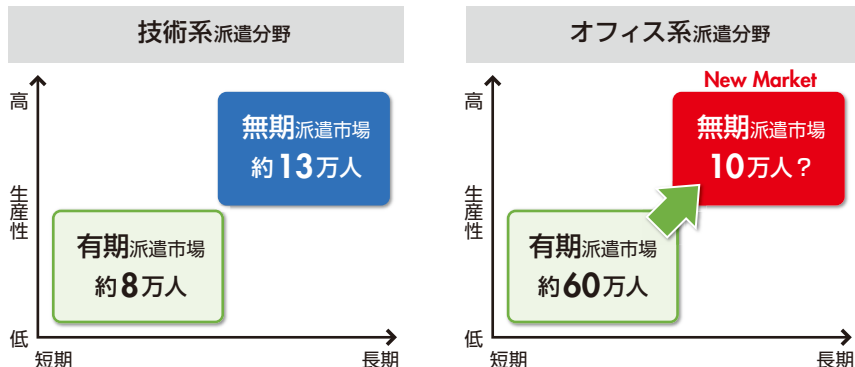 技術系派遣分野
高
生産性
低
短期
長期
無期派遣市場
約13万人
有期派遣市場
約8万人
オフィス系派遣分野
New Market
高
生産性
低
短期
長期
無期派遣市場
10万人?
有期派遣市場
約60万人